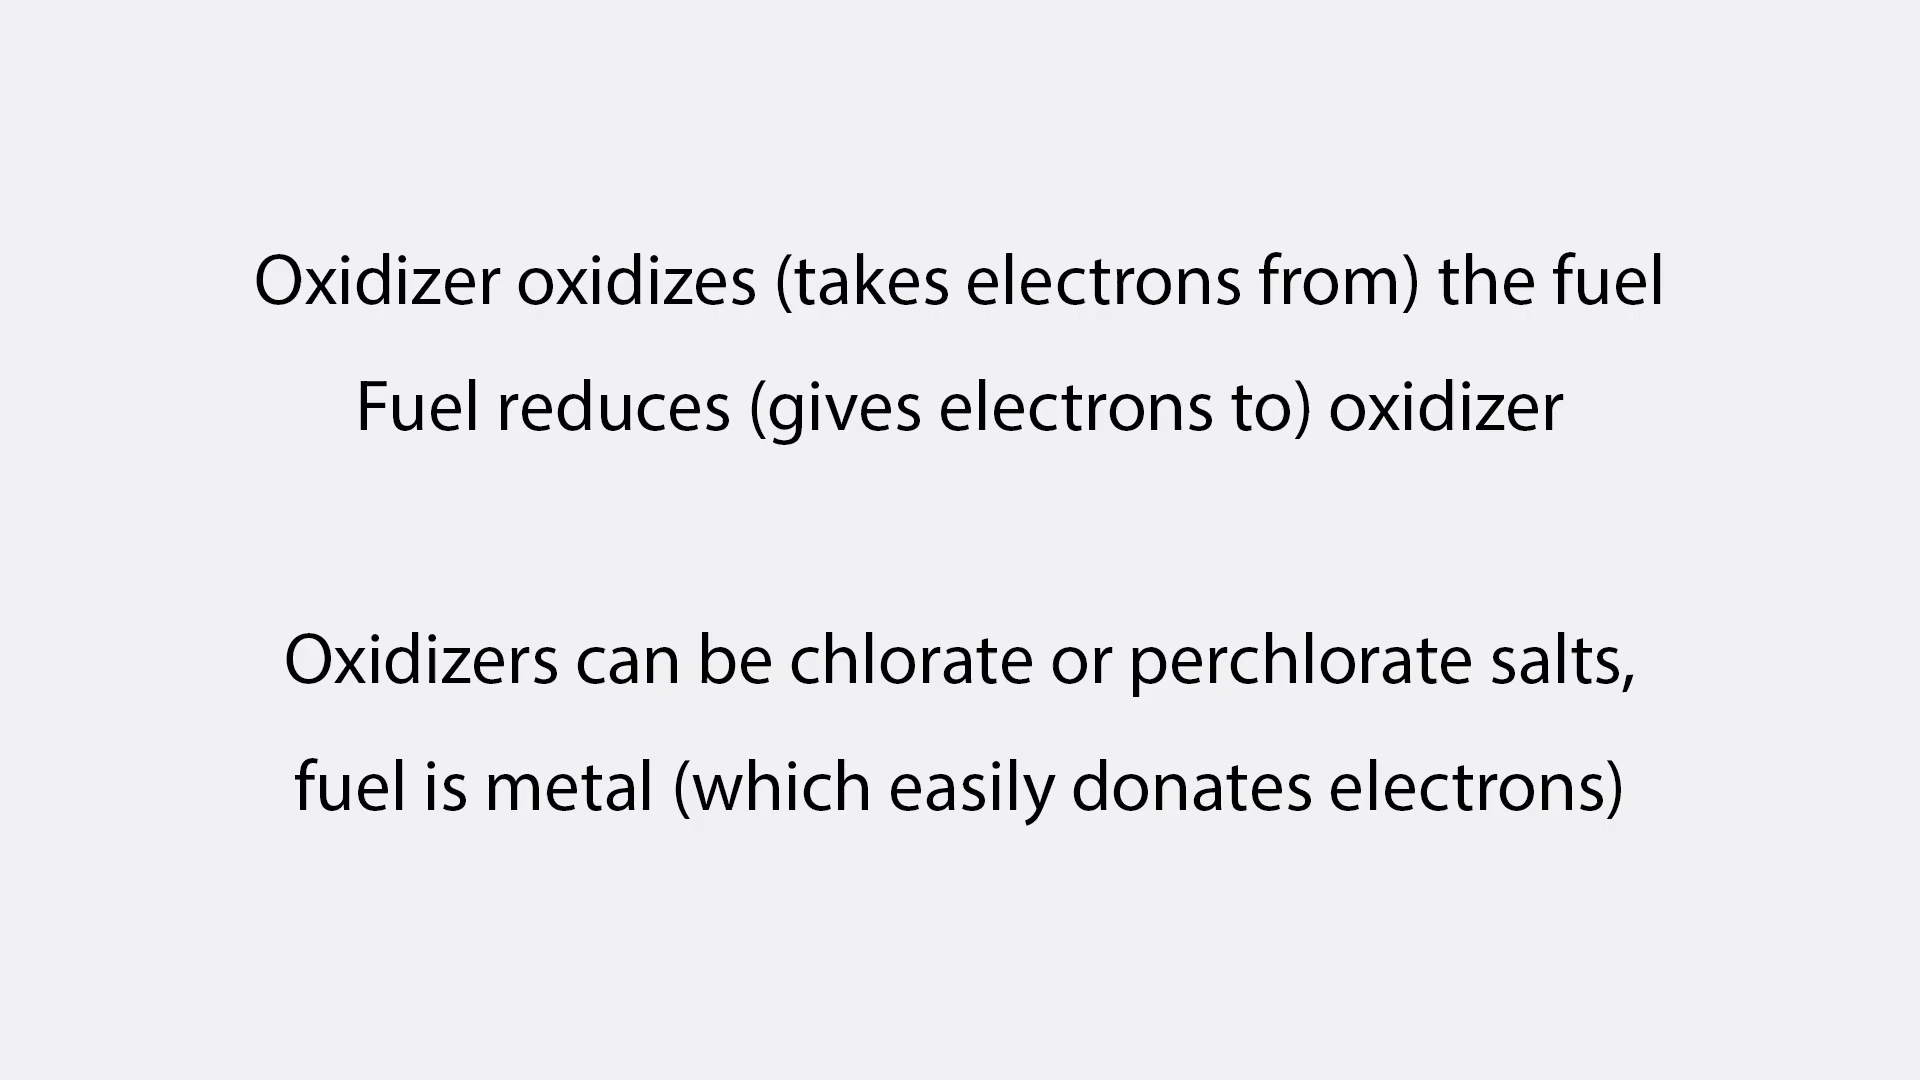 Oxidizer oxidizes (takes electrons from) the fuel
Fuel reduces (gives electrons to) oxidizer
Oxidizers can be chlorate or perchlorate salts,
fuel is metal (which easily donates electrons)